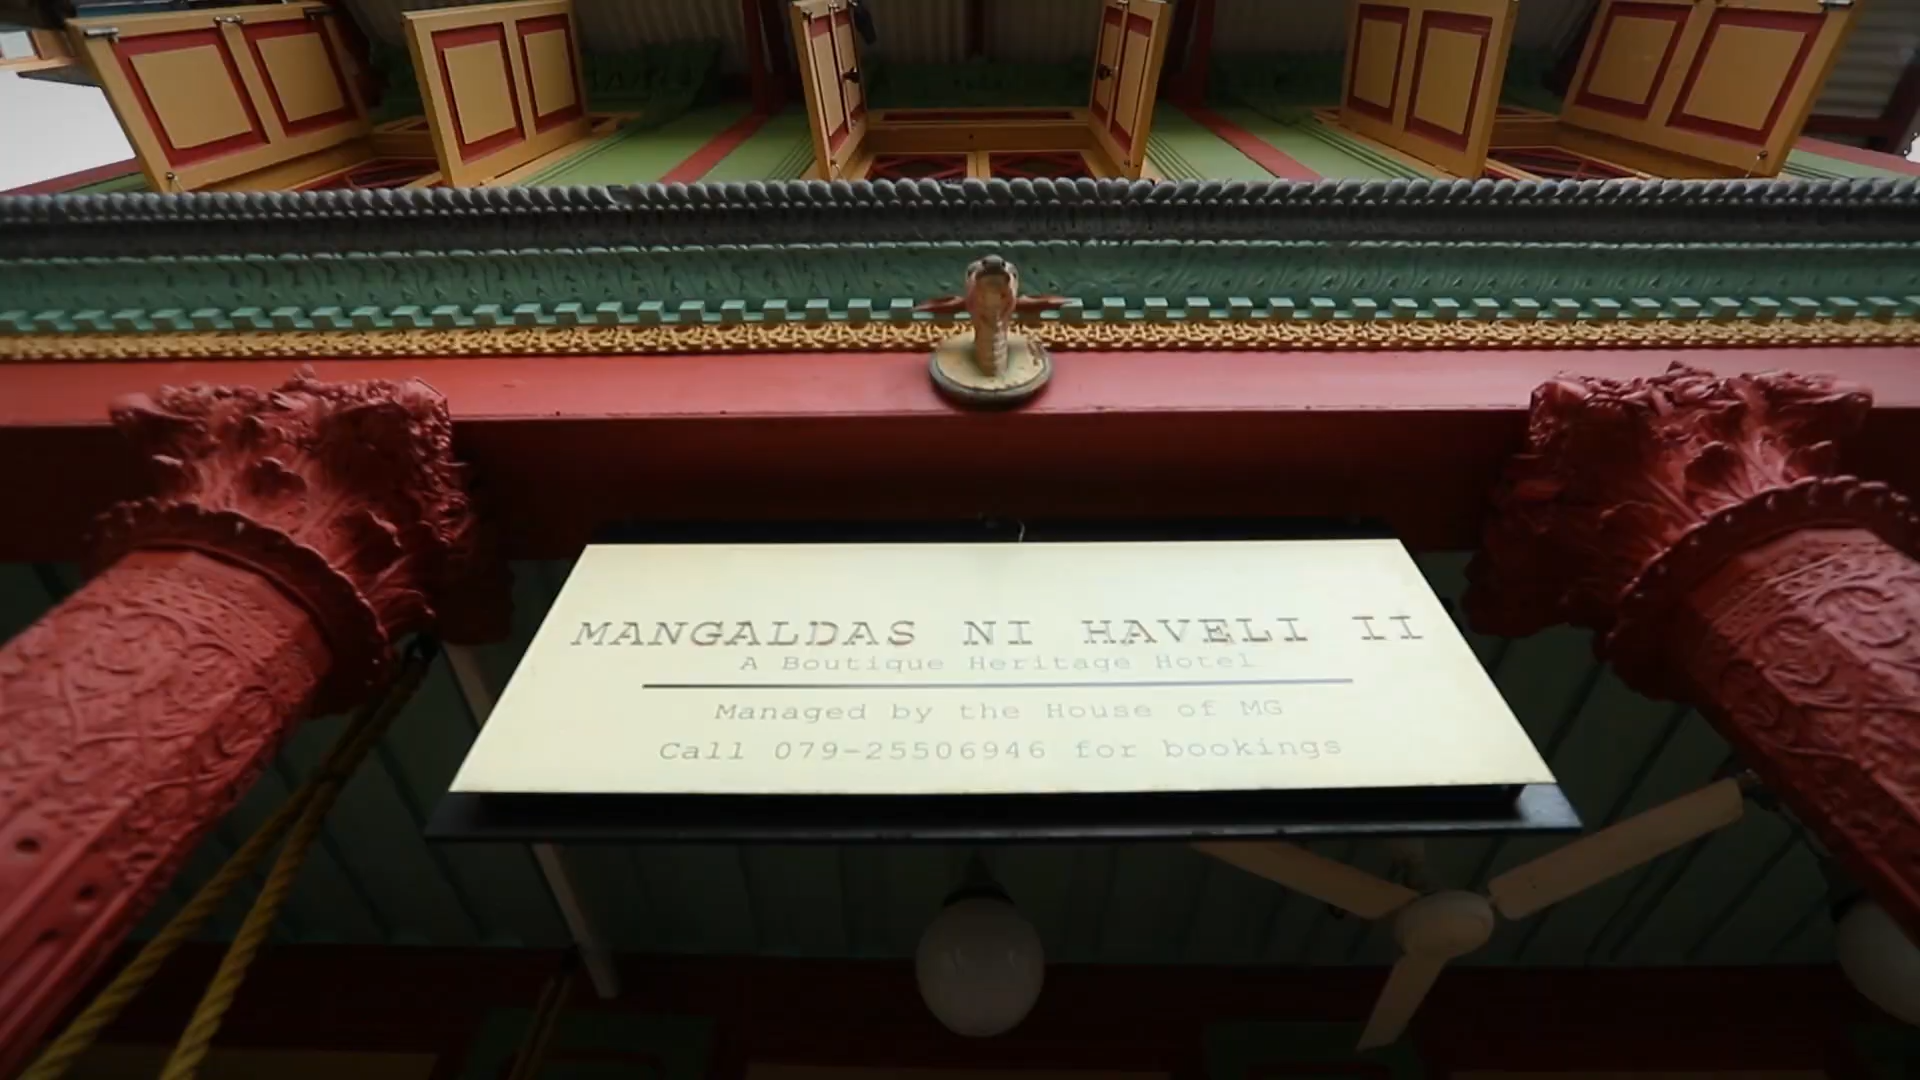 MANGALDAS NI HAVELI II
A Boutique Heritage Hotel
Managed by the House of MG
Call 079-25506946 for bookings